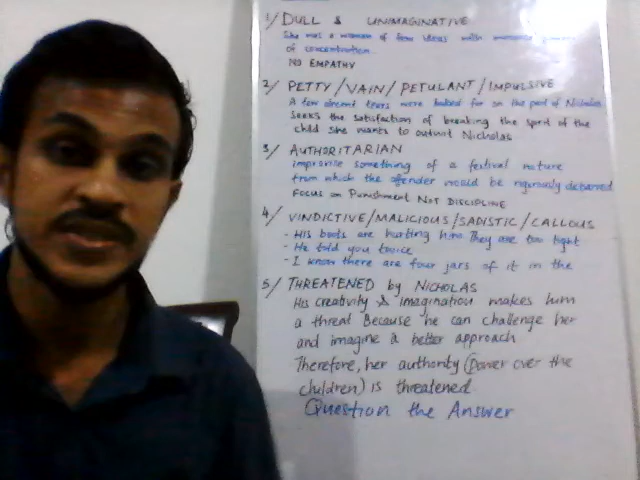 1/ DULL & UNIMAGINATIVE
She was a woman of few ideas with immense powers
of concentration.
NO EMPATHY
2/ PETTY/VAIN/PETULANT/IMPULSIVE
A few decent tears were looked for on the part of Nicholas
Seeks the satisfaction of breaking the spirit of the
child She wants to outwit Nicholas
3/ AUTHORITARIAN
improvise something of a festival nature
from which the offender would be rigorously debarred
FOCUS on Punishment NOT DISCIPLINE
4/ VINDICTIVE/MALICIOUS/SADISTIC/CALLOUS
- His boots are hurting him They are too tight
- He told you twice
- I know there are four jars of it in the
5/ THREATENED by NICHOLAS
His creativity & imagination makes him
a threat Because he can challenge her
and imagine a better approach
Therefore, her authority (Power over the
children) is threatened
Question the Answer